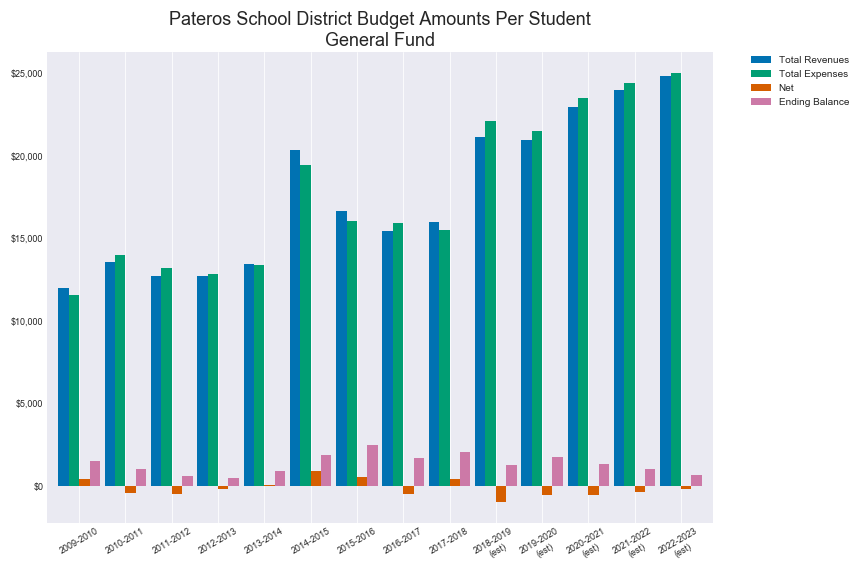 Pateros School District Budget Amounts Per Student
General Fund
Total Revenues
Total Expenses
Net
Ending Balance
$25,000
$20,000
$15,000
$10,000
$5,000
$0
2009-2010
2010-2011
2011-2012
2012-2013
2013-2014
2014-2015
2015-2016
2016-2017
2017-2018
2018-2019
(est)
2019-2020
(est)
2020-2021
(est)
2021-2022
(est)
2022-2023
(est)